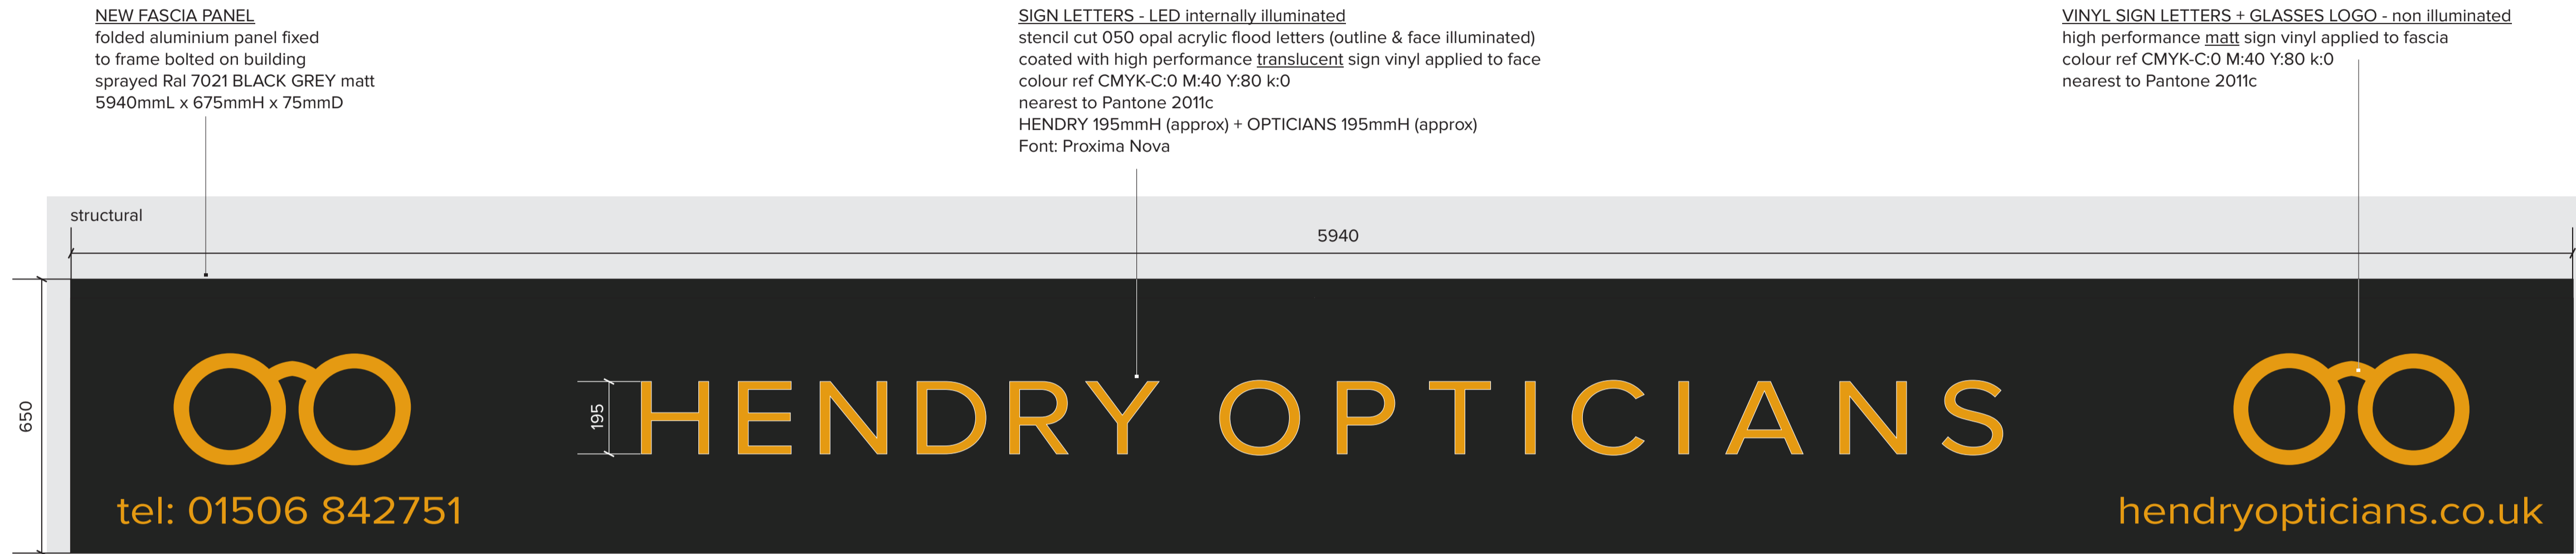 NEW FASCIA PANEL
folded aluminium panel fixed
to frame bolted on building
sprayed Ral 7021 BLACK GREY matt
5940mmL x 675mmH x 75mmD
SIGN LETTERS - LED internally illuminated
stencil cut 050 opal acrylic flood letters (outline & face illuminated)
coated with high performance translucent sign vinyl applied to face
colour ref CMYK-C:0 M:40 Y:80 k:0
nearest to Pantone 2011c
HENDRY 195mmH (approx) + OPTICIANS 195mmH (approx)
Font: Proxima Nova
VINYL SIGN LETTERS + GLASSES LOGO - non illuminated
high performance matt sign vinyl applied to fascia
colour ref CMYK-C:0 M:40 Y:80 k:0
nearest to Pantone 2011c
structural
5940
650
195
HENDRY OPTICIANS
tel: 01506 842751
hendryopticians.co.uk